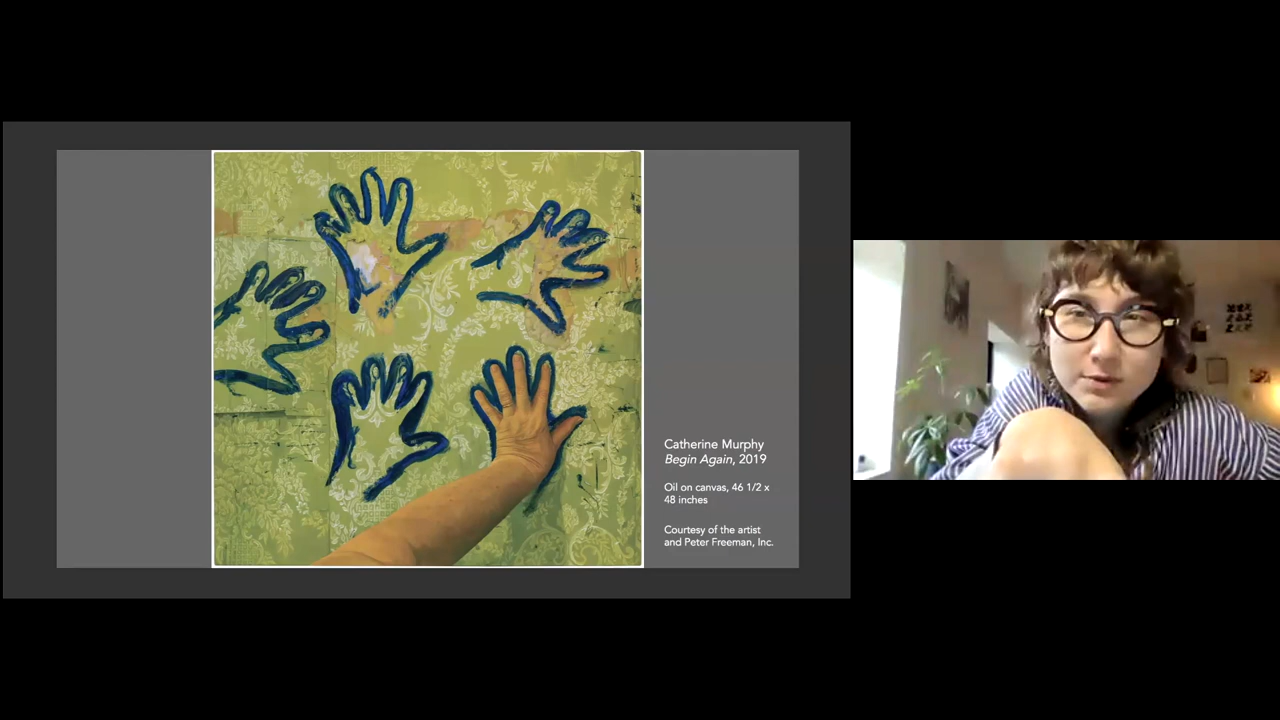 Catherine Murphy
Begin Again, 2019
Oil on canvas, 46 1/2 x
48 inches
Courtesy of the artist
and Peter Freeman, Inc.